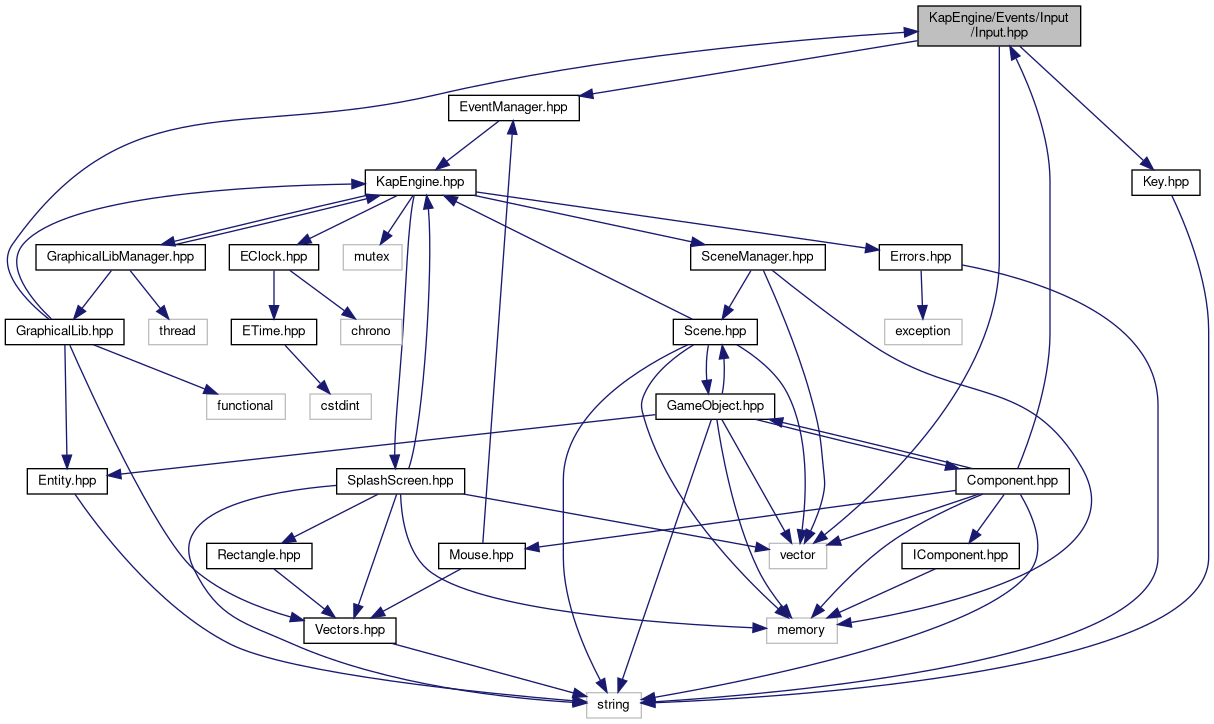 KapEngine/Events/Input
/Input.hpp
EventManager.hpp
KapEngine.hpp
Key.hpp
GraphicalLibManager.hpp
EClock.hpp
mutex
SceneManager.hpp
Errors.hpp
GraphicalLib.hpp
thread
ETime.hpp
chrono
Scene.hpp
exception
functional
cstdint
GameObject.hpp
Entity.hpp
SplashScreen.hpp
Component.hpp
Rectangle.hpp
Mouse.hpp
vector
IComponent.hpp
Vectors.hpp
memory
string